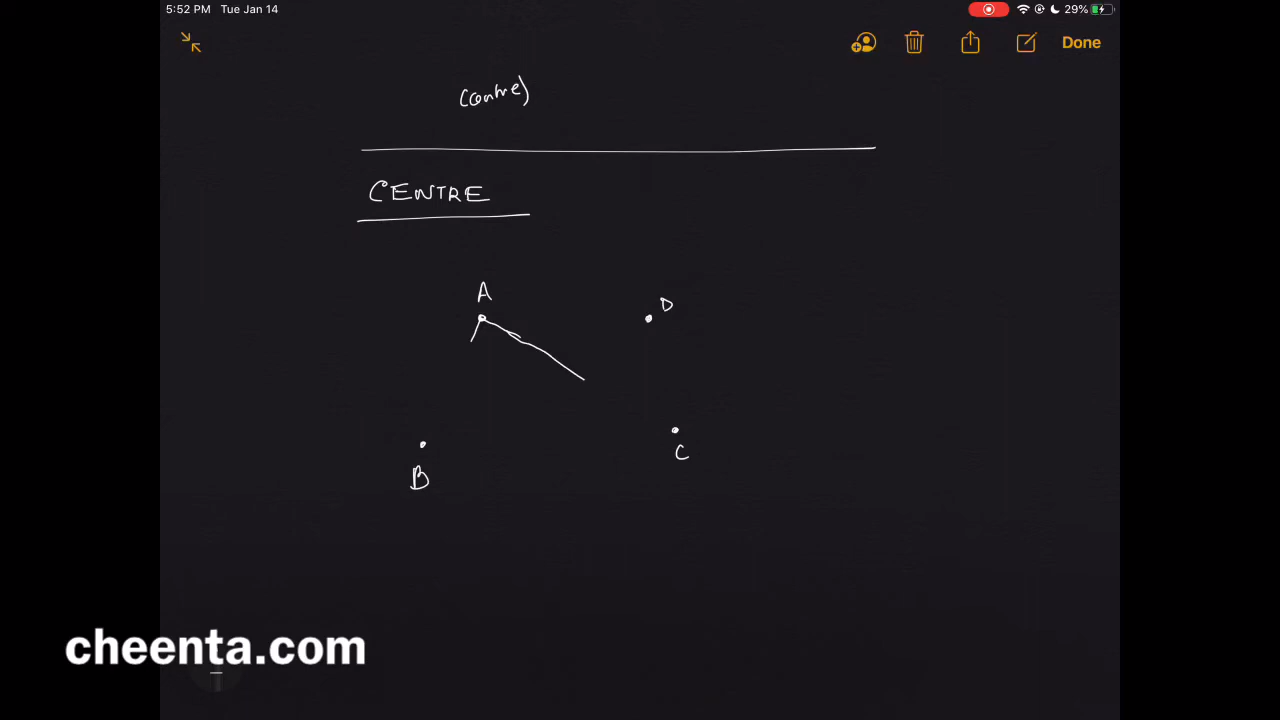 5:52 PM Tue Jan 14
29%
Done
(centre)
CENTRE
A
D
C
B
cheenta.com